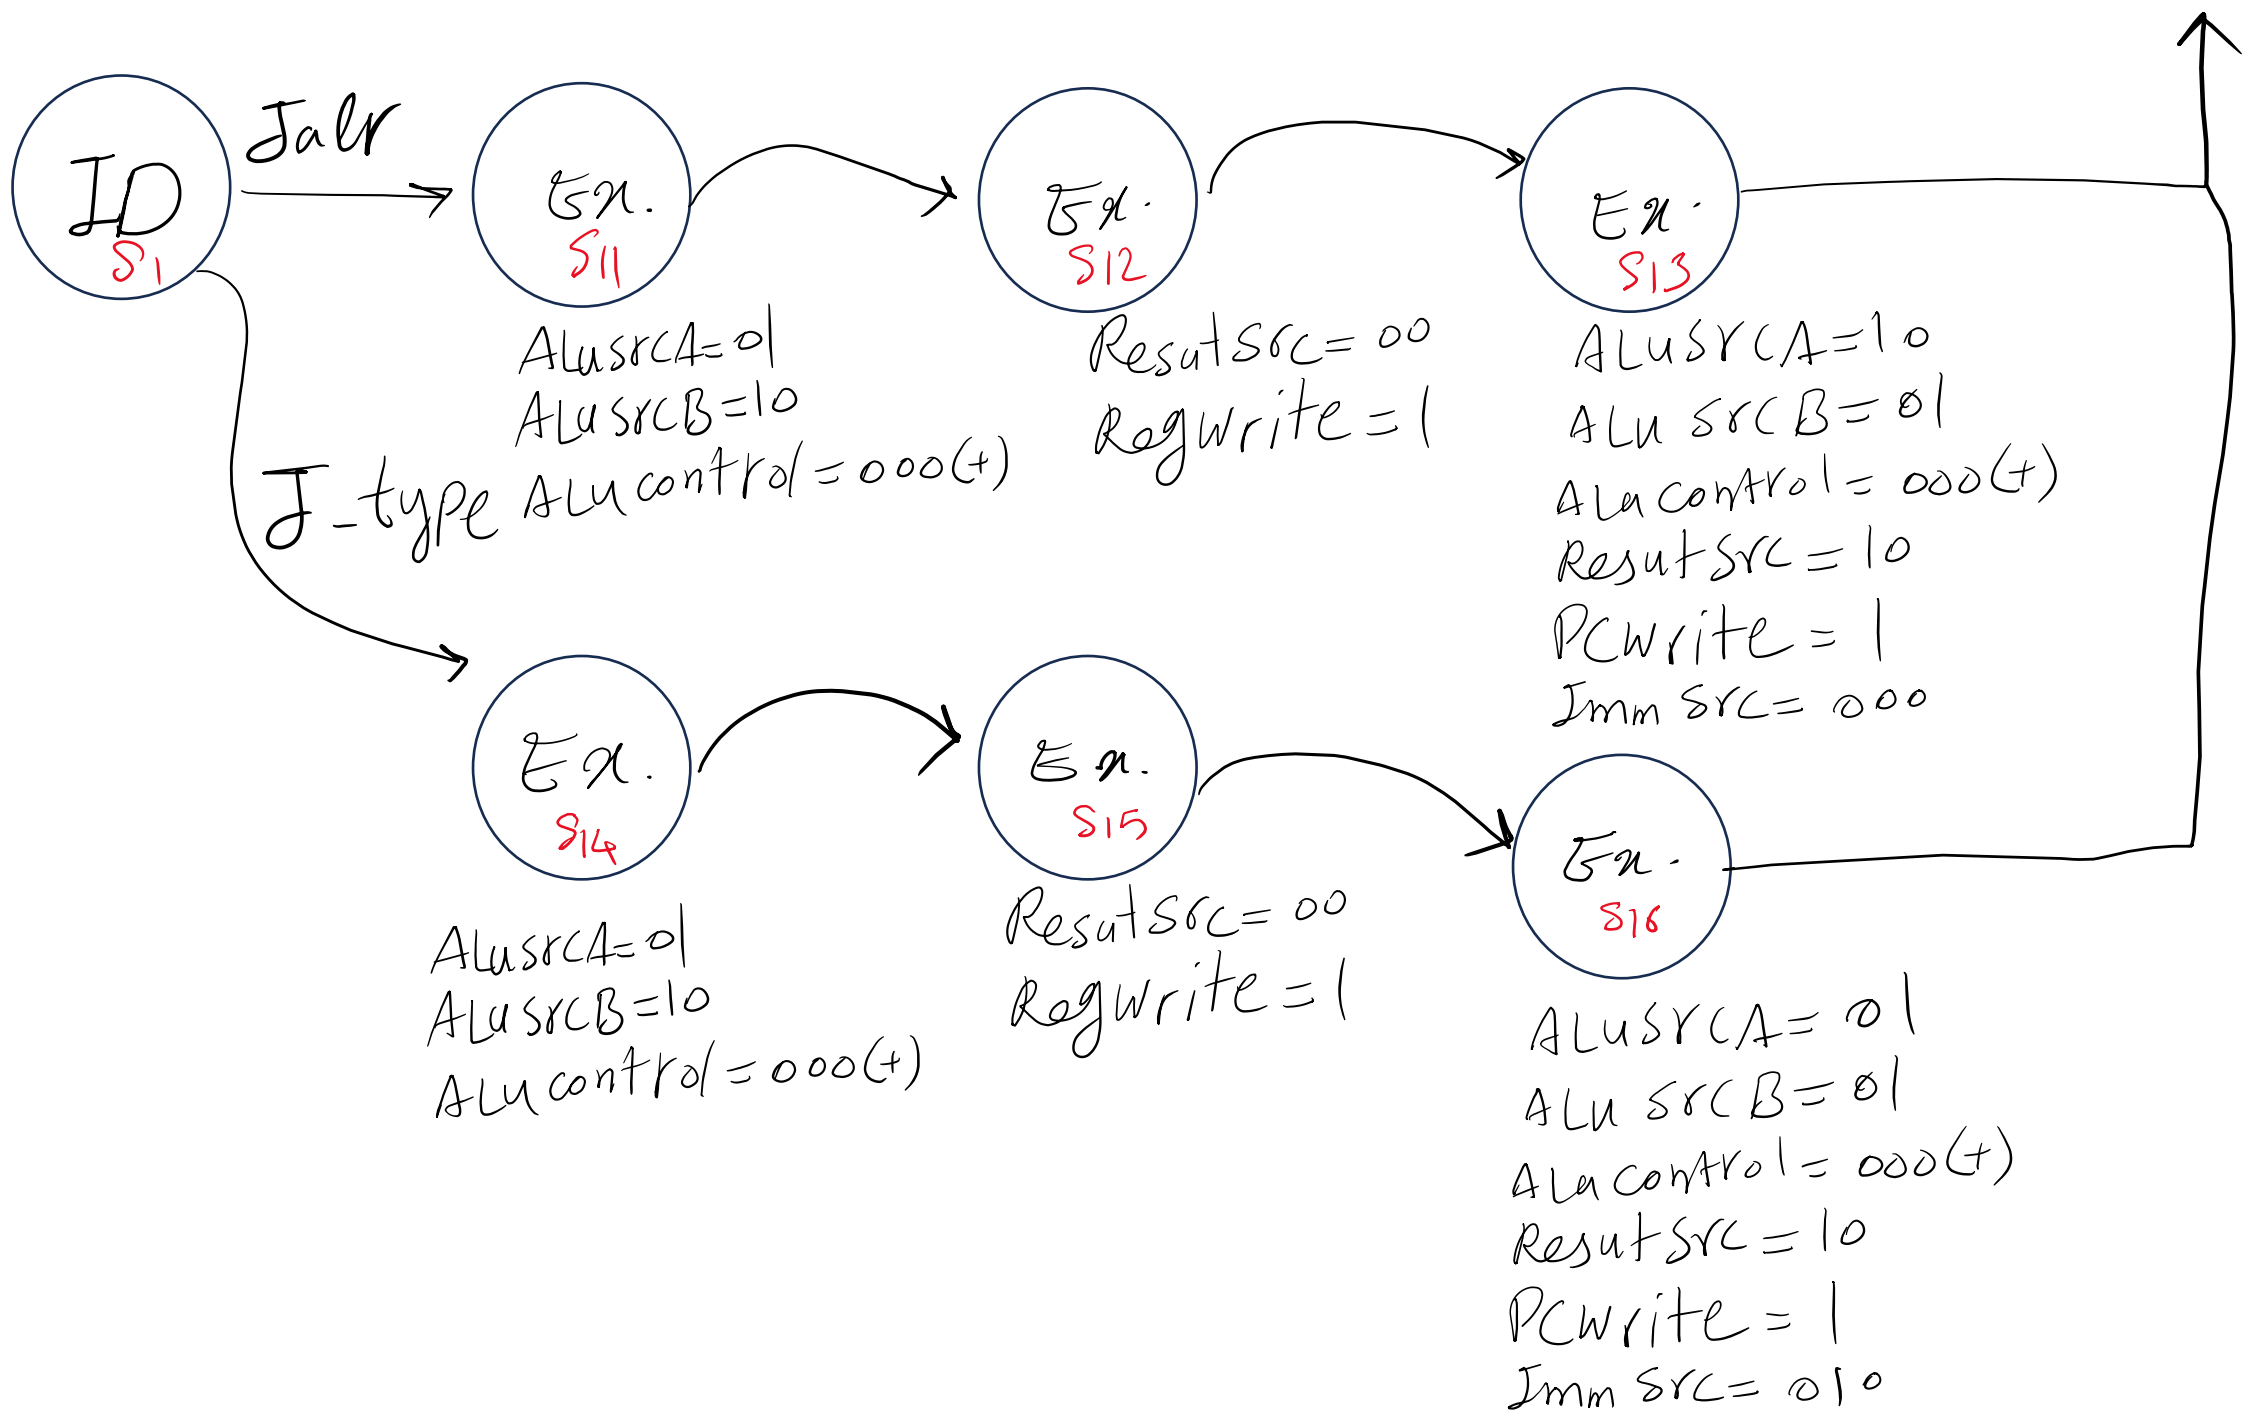 ID
S1
Jalr
Ex.
S11
ALusrcA=01
ALusrcB=10
ALucontrol=000(+)
Ex.
S12
Resutsrc=00
Regwrite=1
Ex.
S13
ALusrcA=10
ALusrcB=01
ALucontrol=000(+)
Resutsrc=10
PCwrite=1
Immsrc=000
J-type
Ex.
S14
ALusrcA=01
ALusrcB=10
ALucontrol=000(+)
Ex.
S15
Resutsrc=00
Regwrite=1
Ex.
S16
ALusrcA=01
ALusrcB=01
ALucontrol=000(+)
Resutsrc=10
PCwrite=1
Immsrc=010